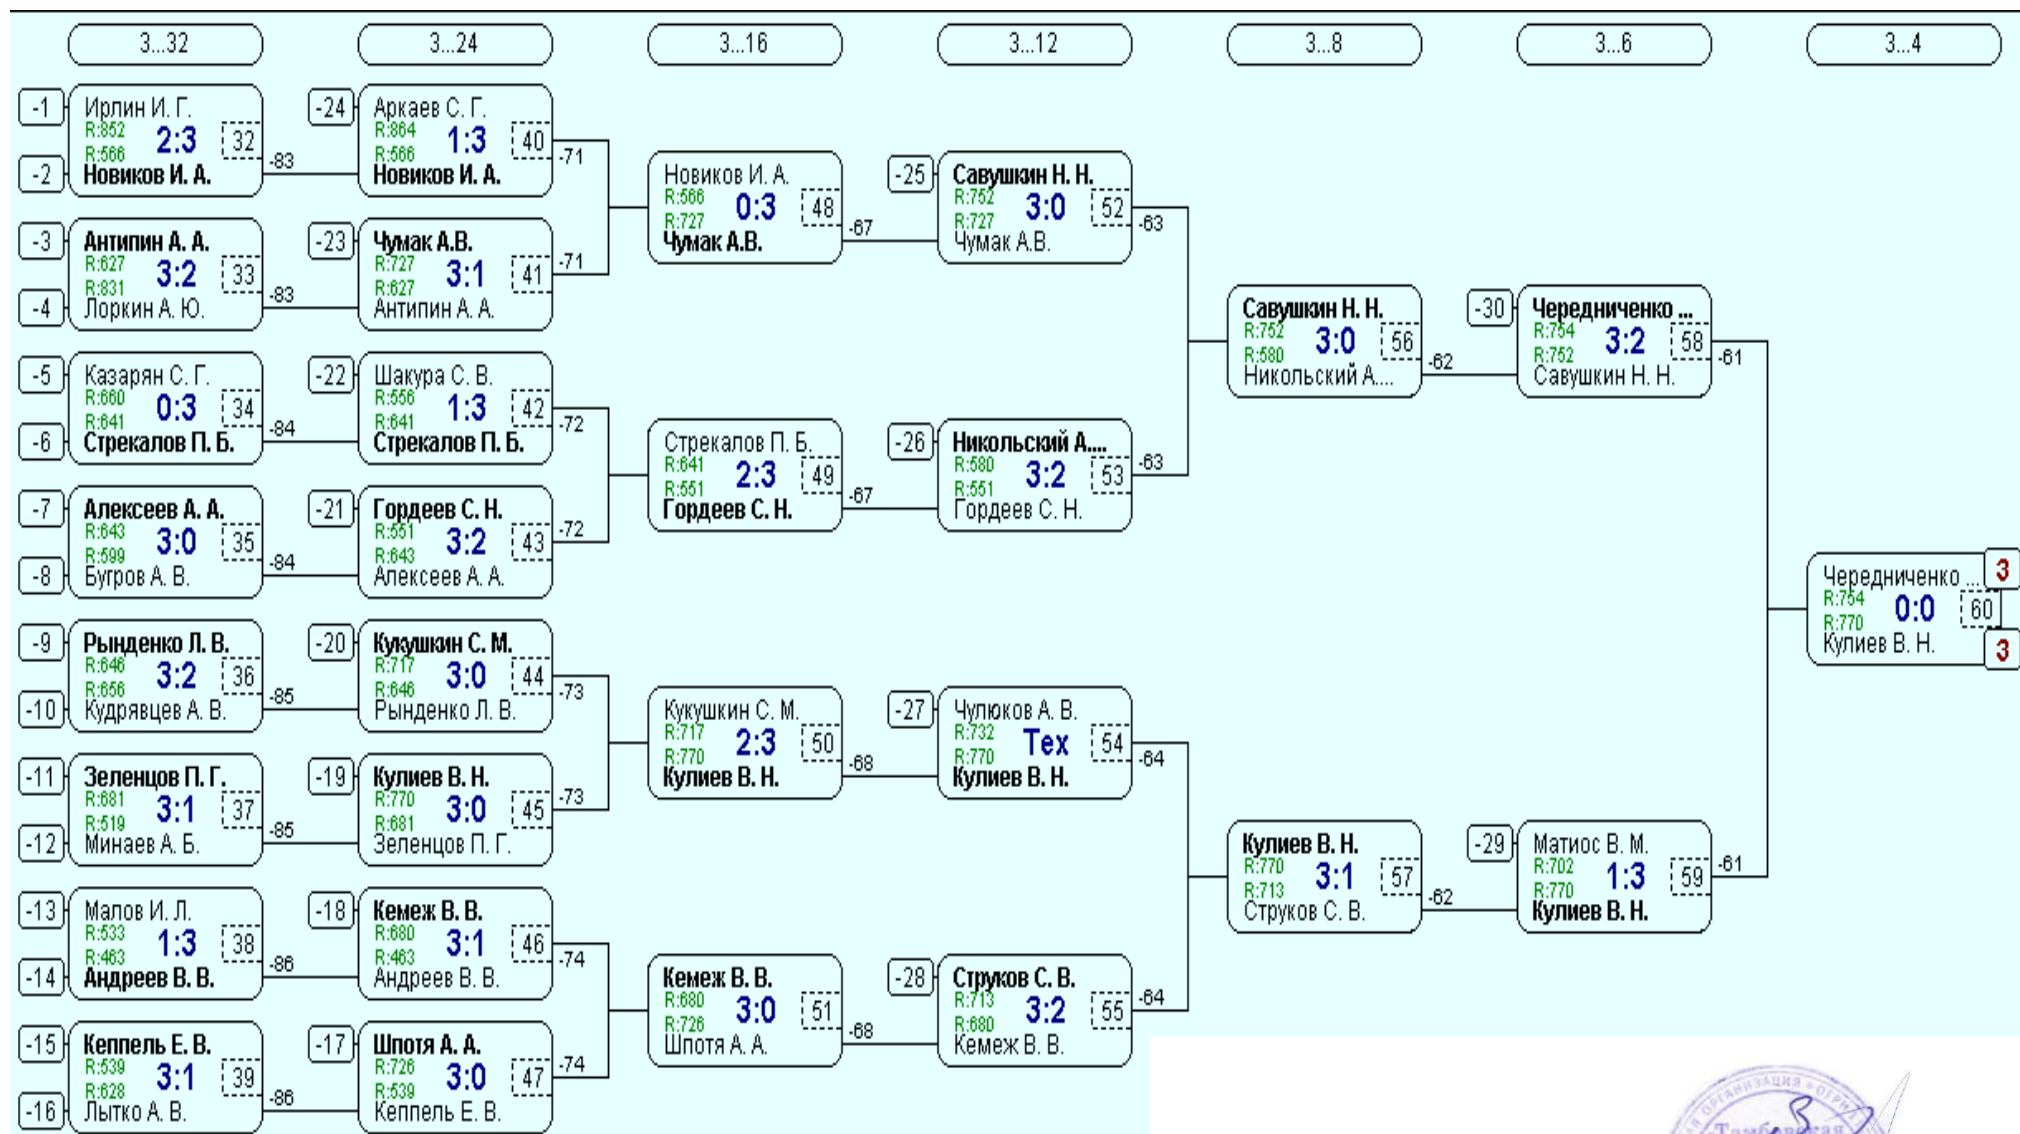 3...32
3...24
3...16
3...12
3...8
3...6
3...4
-1
Ирлин И. Г.
R:852
2:3
32
R:566
-2
Новиков И. А.
-83
-3
Антипин А. А.
R:627
3:2
33
R:831
-4
Лоркин А. Ю.
-83
-5
Казарян С. Г.
R:660
0:3
34
R:641
-6
Стрекалов П. Б.
-84
-7
Алексеев А. А.
R:643
3:0
35
R:599
-8
Бугров А. В.
-84
-9
Рынденко Л. В.
R:646
3:2
36
R:656
-10
Кудрявцев А. В.
-85
-11
Зеленцов П. Г.
R:681
3:1
37
R:519
-12
Минаев А. Б.
-85
-13
Малов И. Л.
R:533
1:3
38
R:463
-14
Андреев В. В.
-86
-15
Кеппель Е. В.
R:539
3:1
39
R:628
-16
Лытко А. В.
-86
-24
Аркаев С. Г.
R:864
1:3
40
R:566
Новиков И. А.
-71
-23
Чумак А.В.
R:727
3:1
41
R:627
Антипин А. А.
-71
-22
Шакура С. В.
R:556
1:3
42
R:641
Стрекалов П. Б.
-72
-21
Гордеев С. Н.
R:551
3:2
43
R:643
Алексеев А. А.
-72
-20
Кукушкин С. М.
R:717
3:0
44
R:646
Рынденко Л. В.
-73
-19
Кулиев В. Н.
R:770
3:0
45
R:681
Зеленцов П. Г.
-73
-18
Кемеж В. В.
R:680
3:1
46
R:463
Андреев В. В.
-74
-17
Шпотя А. А.
R:726
3:0
47
R:539
Кеппель Е. В.
-74
Новиков И. А.
R:566
0:3
48
R:727
Чумак А.В.
-67
Стрекалов П. Б.
R:641
2:3
49
R:551
Гордеев С. Н.
-67
Кукушкин С. М.
R:717
2:3
50
R:770
Кулиев В. Н.
-68
Кемеж В. В.
R:680
3:0
51
R:726
Шпотя А. А.
-68
-25
Савушкин Н. Н.
R:752
3:0
52
R:727
Чумак А.В.
-63
-26
Никольский А....
R:580
3:2
53
R:551
Гордеев С. Н.
-63
-27
Чулюков А. В.
R:732
Тех
54
R:770
Кулиев В. Н.
-64
-28
Струков С. В.
R:713
3:2
55
R:680
Кемеж В. В.
-64
Савушкин Н. Н.
R:752
3:0
56
R:580
Никольский А....
-62
Кулиев В. Н.
R:770
3:1
57
R:713
Струков С. В.
-62
-30
Чередниченко ...
R:754
3:2
58
R:752
Савушкин Н. Н.
-61
-29
Матиос В. М.
R:702
1:3
59
R:770
Кулиев В. Н.
-61
Чередниченко ...
3
R:754
0:0
60
R:770
Кулиев В. Н.
3
Тамбовская